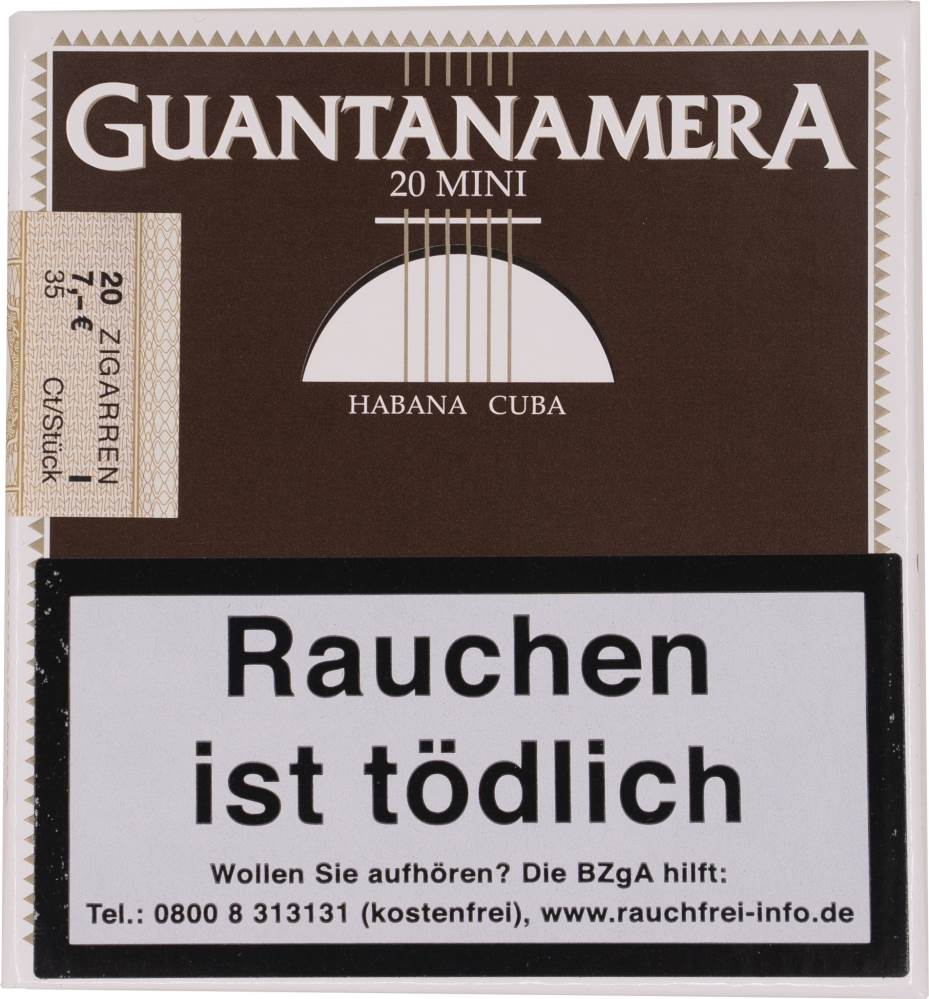 GUANTANAMERA
20 MINI
HABANA CUBA
20 ZIGARREN
7,-€ I
35 Ct/Stück
Rauchen
ist tödlich
Wollen Sie aufhören? Die BZgA hilft:
Tel.: 0800 8 313131 (kostenfrei), www.rauchfrei-info.de